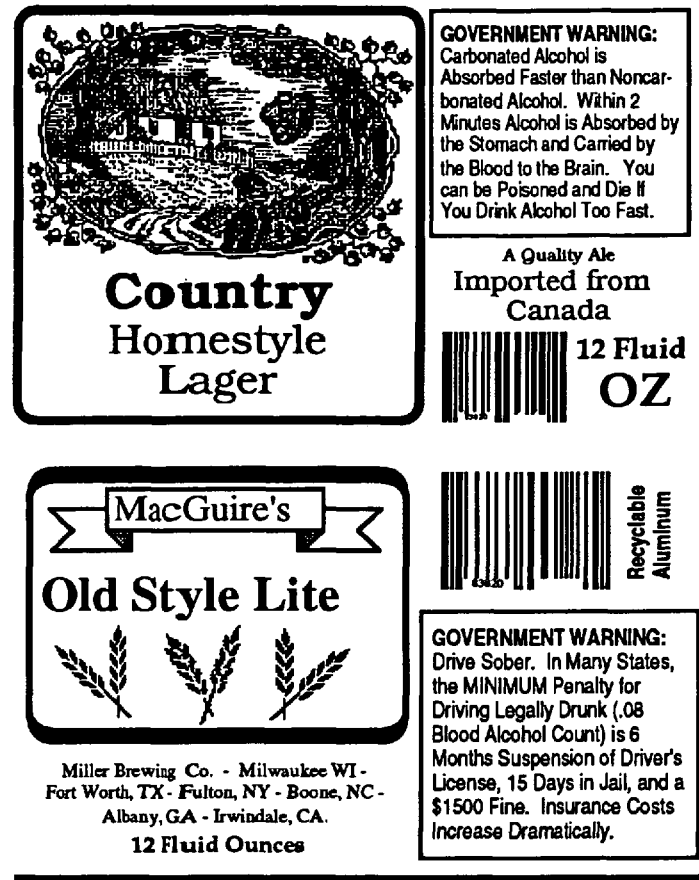 Country
Homestyle
Lager
GOVERNMENT WARNING:
Carbonated Alcohol is
Absorbed Faster than Noncar-
bonated Alcohol. Within 2
Minutes Alcohol is Absorbed by
the Stomach and Carried by
the Blood to the Brain. You
can be Poisoned and Die If
You Drink Alcohol Too Fast.
A Quality Ale
Imported from
Canada
12 Fluid
OZ
83820
MacGuire's
Old Style Lite
Miller Brewing Co. - Milwaukee WI -
Fort Worth, TX - Fulton, NY - Boone, NC -
Albany, GA - Irwindale, CA.
12 Fluid Ounces
83820
Recyclable
Aluminum
GOVERNMENT WARNING:
Drive Sober. In Many States,
the MINIMUM Penalty for
Driving Legally Drunk (.08
Blood Alcohol Count) is 6
Months Suspension of Driver's
License, 15 Days in Jail, and a
$1500 Fine. Insurance Costs
Increase Dramatically.